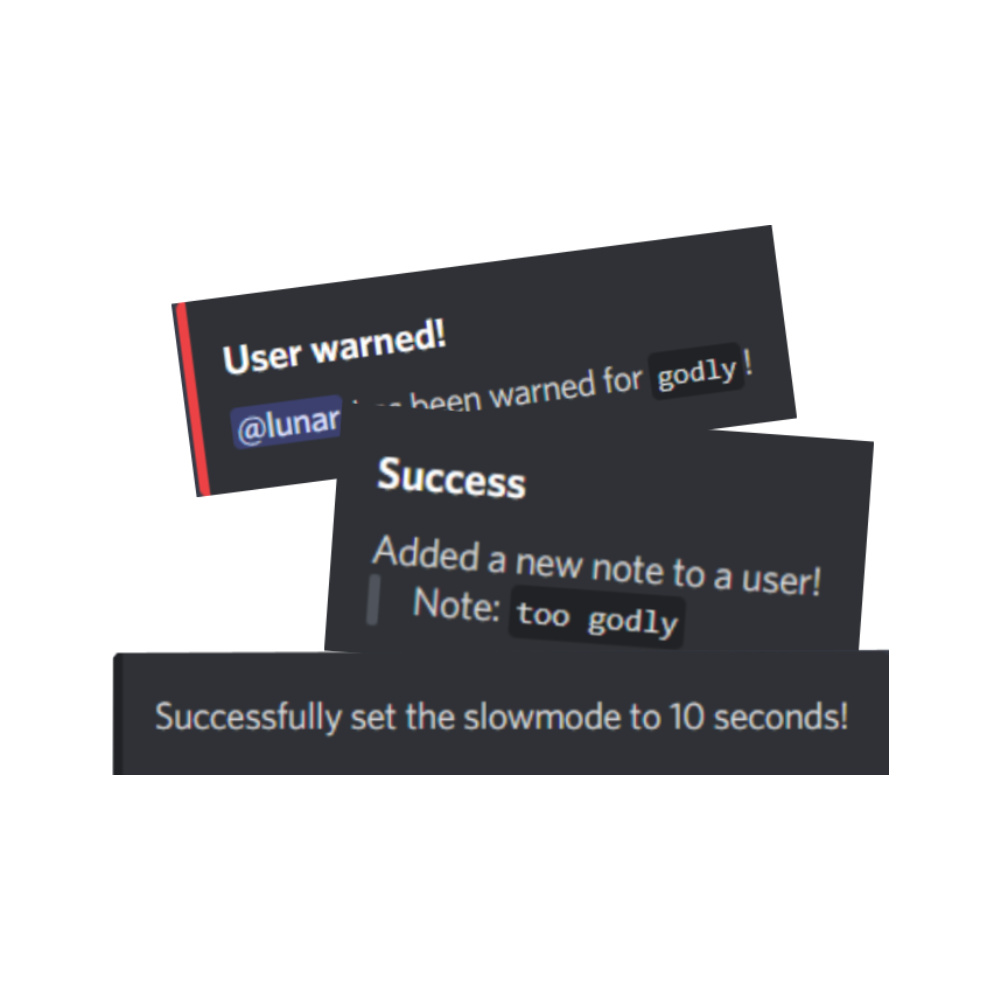 User warned!
@lunar been warned for godly!
Success
Added a new note to a user!
Note: too godly
Successfully set the slowmode to 10 seconds!